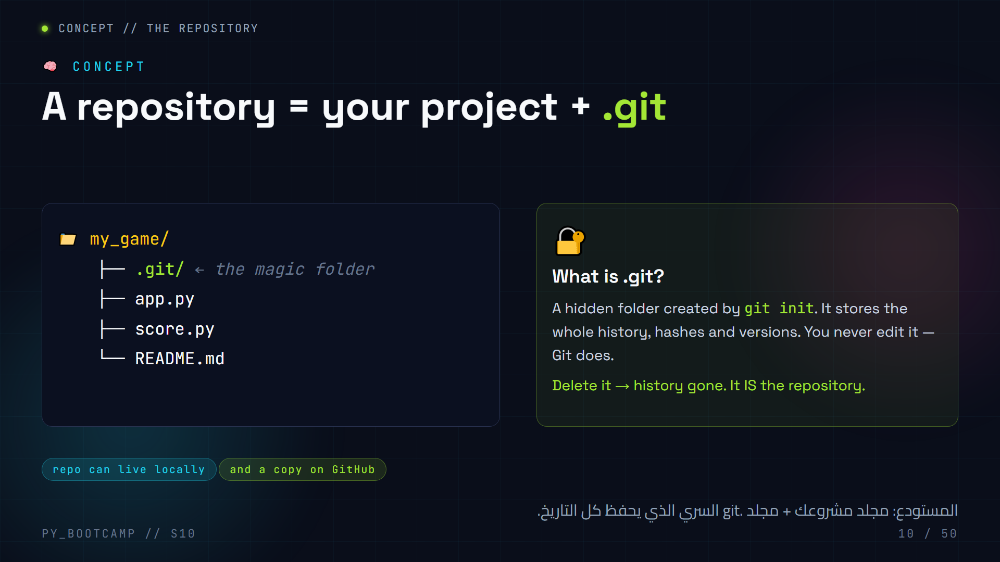 CONCEPT // THE REPOSITORY
🧠 CONCEPT
A repository = your project + .git
📁 my_game/
├── .git/ ← the magic folder
├── app.py
├── score.py
└── README.md
🔐
What is .git?
A hidden folder created by git init. It stores the
whole history, hashes and versions. You never edit it —
Git does.
Delete it → history gone. It IS the repository.
repo can live locally
and a copy on GitHub
المستودع: مجلد مشروعك + مجلد .git السري الذي يحفظ كل التاريخ.
PY_BOOTCAMP // S10
10 / 50